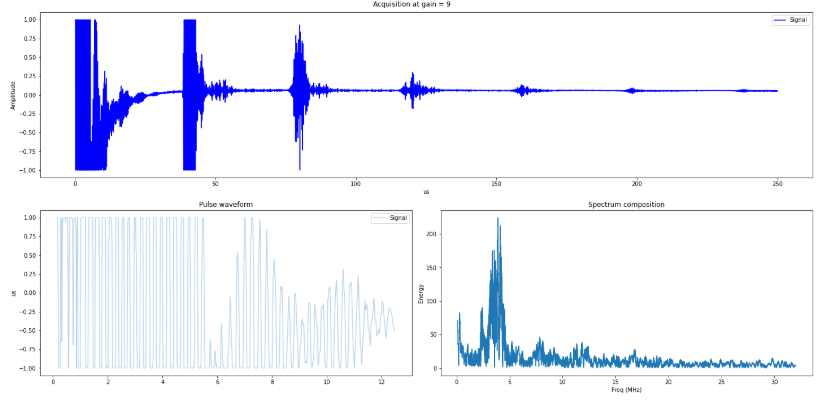 Acquisition at gain = 9
1.00
0.75
0.50
0.25
0.00
−0.25
−0.50
−0.75
−1.00
Amplitude
Signal
0 50 100 150 200 250
us
Pulse waveform
1.00
0.75
0.50
0.25
0.00
−0.25
−0.50
−0.75
−1.00
us
Signal
0 2 4 6 8 10 12
Spectrum composition
200
150
100
50
0
Energy
0 5 10 15 20 25 30
Freq (MHz)